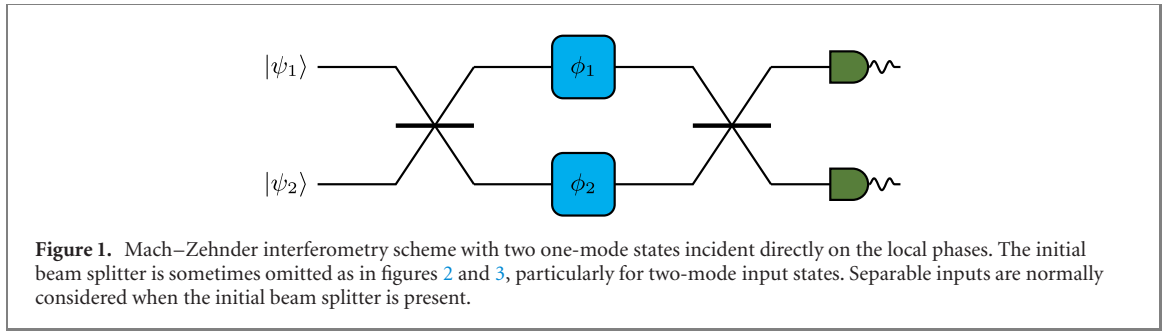 |ψ₁⟩
ϕ₁
|ψ₂⟩
ϕ₂
Figure 1. Mach−Zehnder interferometry scheme with two one-mode states incident directly on the local phases. The initial
beam splitter is sometimes omitted as in figures 2 and 3, particularly for two-mode input states. Separable inputs are normally
considered when the initial beam splitter is present.